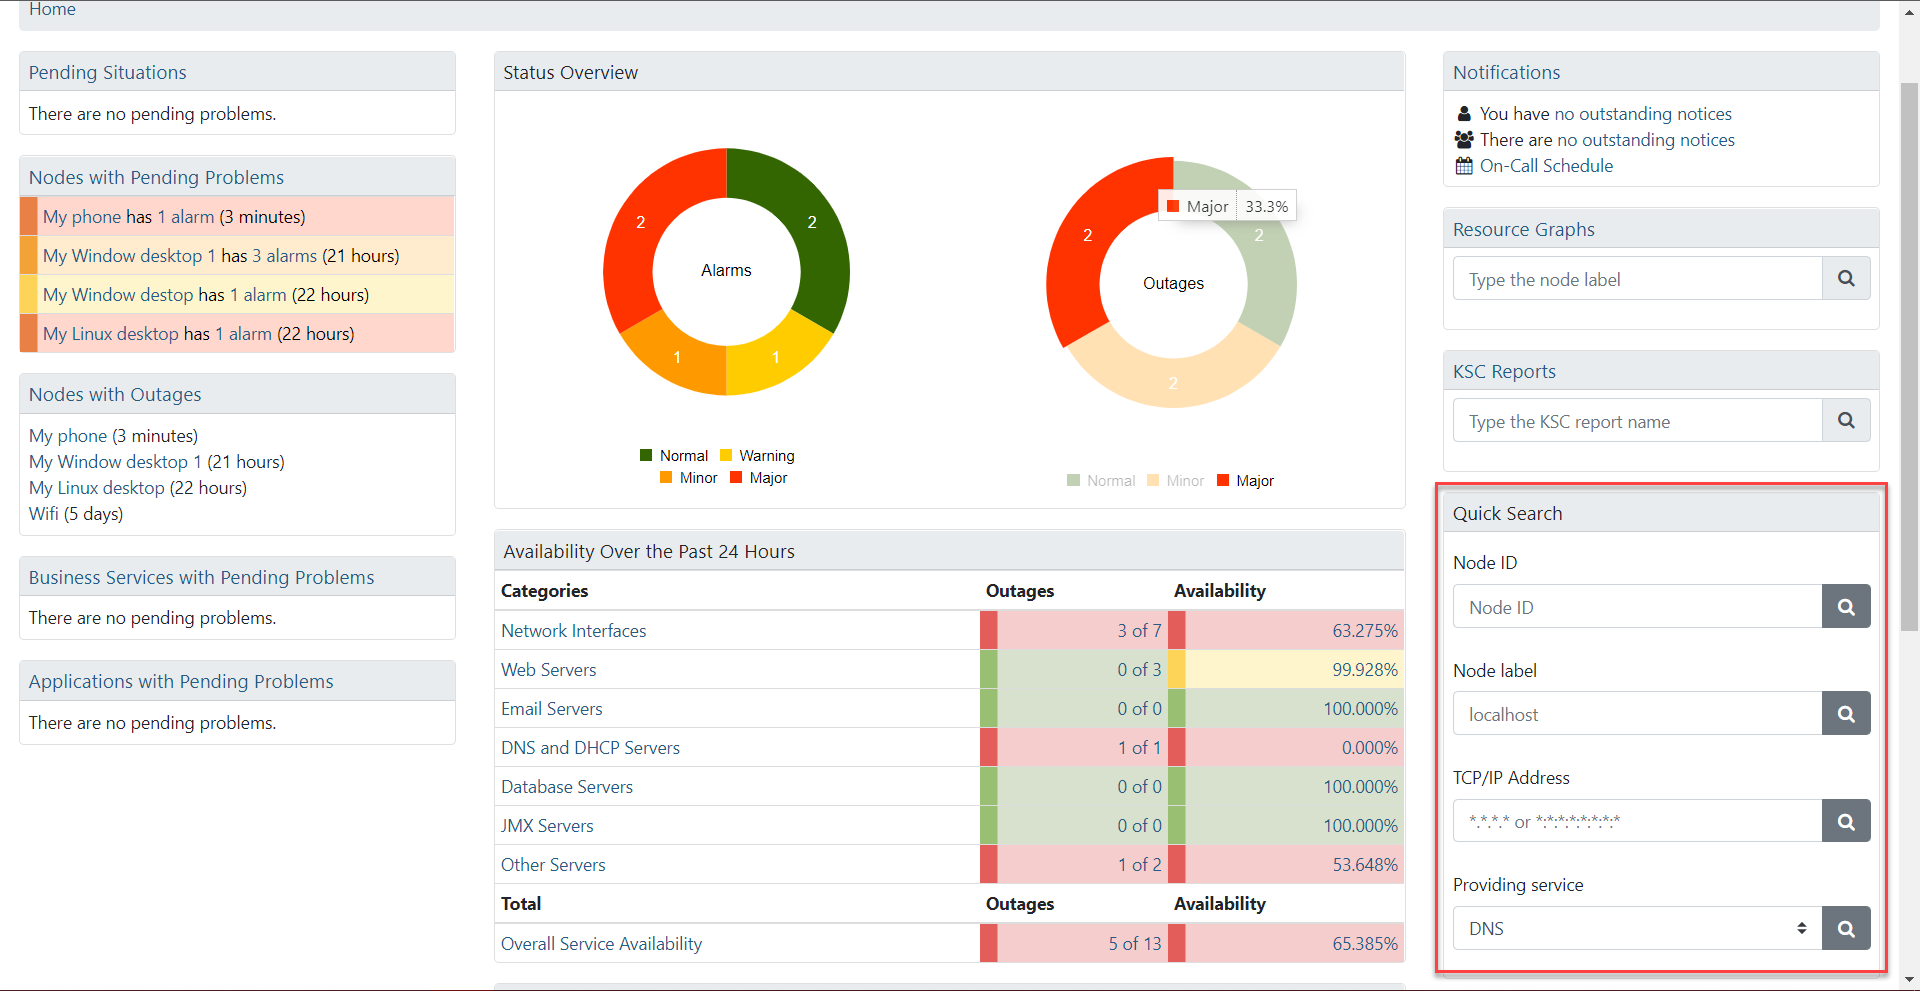 Home
Pending Situations
There are no pending problems.
Nodes with Pending Problems
My phone has 1 alarm (3 minutes)
My Window desktop 1 has 3 alarms (21 hours)
My Window destop has 1 alarm (22 hours)
My Linux desktop has 1 alarm (22 hours)
Nodes with Outages
My phone (3 minutes)
My Window desktop 1 (21 hours)
My Linux desktop (22 hours)
Wifi (5 days)
Business Services with Pending Problems
There are no pending problems.
Applications with Pending Problems
There are no pending problems.
Status Overview
2
2
Alarms
1
1
Normal Warning
Minor Major
Major 33.3%
2
2
Outages
2
Normal Minor Major
Availability Over the Past 24 Hours
Categories Outages Availability
Network Interfaces 3 of 7 63.275%
Web Servers 0 of 3 99.928%
Email Servers 0 of 0 100.000%
DNS and DHCP Servers 1 of 1 0.000%
Database Servers 0 of 0 100.000%
JMX Servers 0 of 0 100.000%
Other Servers 1 of 2 53.648%
Total Outages Availability
Overall Service Availability 5 of 13 65.385%
Notifications
You have no outstanding notices
There are no outstanding notices
On-Call Schedule
Resource Graphs
Type the node label
KSC Reports
Type the KSC report name
Quick Search
Node ID
Node ID
Node label
localhost
TCP/IP Address
*.*.*.* or *:*:*:*:*:*:*:*
Providing service
DNS